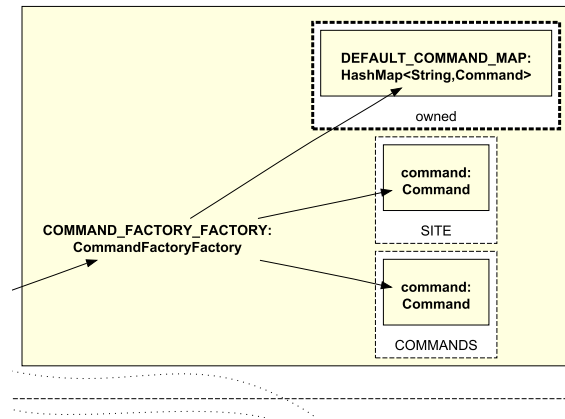 DEFAULT_COMMAND_MAP:
HashMap<String,Command>
owned
command:
Command
SITE
COMMAND_FACTORY_FACTORY:
CommandFactoryFactory
command:
Command
COMMANDS